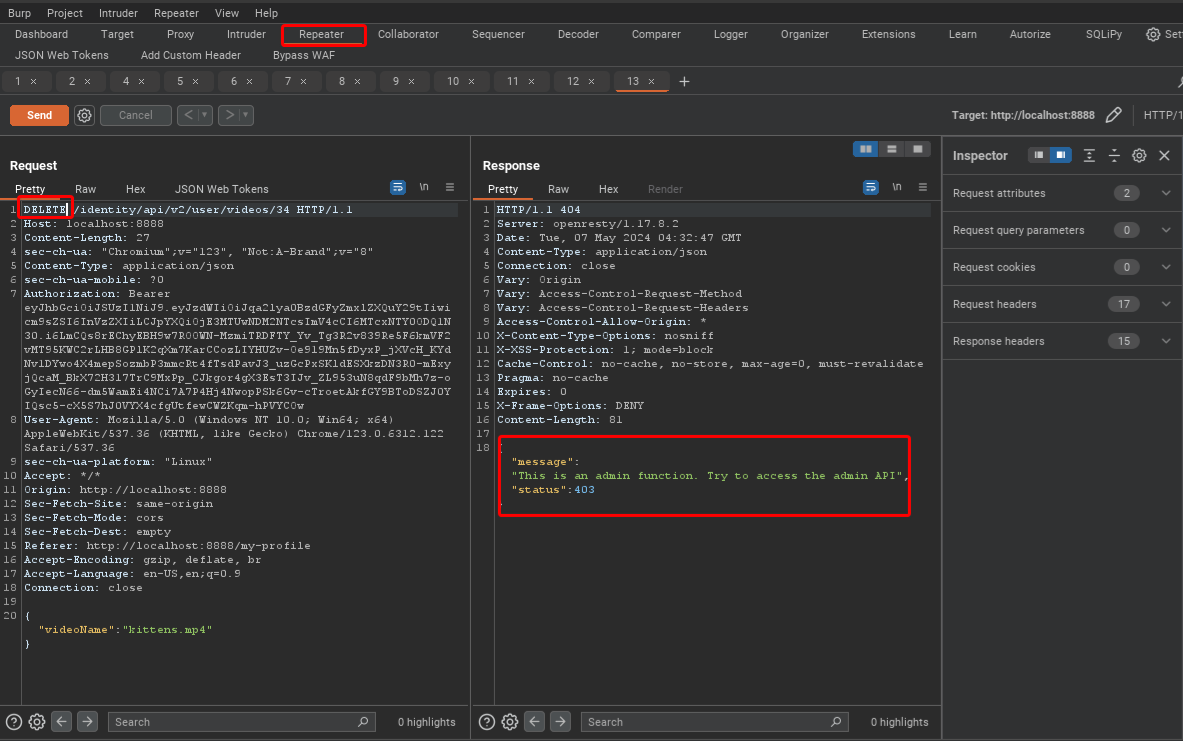 Burp Project Intruder Repeater View Help
Dashboard Target Proxy Intruder Repeater Collaborator Sequencer Decoder Comparer Logger Organizer Extensions Learn Autorize SQLiPy
JSON Web Tokens Add Custom Header Bypass WAF
1 × 2 × 4 × 5 × 6 × 7 × 8 × 9 × 10 × 11 × 12 × 13 × +
Send Cancel < > Target: http://localhost:8888 HTTP/1
Request
Pretty Raw Hex JSON Web Tokens \n
1 DELETE /identity/api/v2/user/videos/34 HTTP/1.1
2 Host: localhost:8888
3 Content-Length: 27
4 sec-ch-ua: "Chromium";v="123", "Not:A-Brand";v="8"
5 Content-Type: application/json
6 sec-ch-ua-mobile: ?0
7 Authorization: Bearer
8 User-Agent: Mozilla/5.0 (Windows NT 10.0; Win64; x64)
AppleWebKit/537.36 (KHTML, like Gecko) Chrome/123.0.6312.122
Safari/537.36
9 sec-ch-ua-platform: "Linux"
10 Accept: */*
11 Origin: http://localhost:8888
12 Sec-Fetch-Site: same-origin
13 Sec-Fetch-Mode: cors
14 Sec-Fetch-Dest: empty
15 Referer: http://localhost:8888/my-profile
16 Accept-Encoding: gzip, deflate, br
17 Accept-Language: en-US,en;q=0.9
18 Connection: close
19
20 {
"videoName":"kittens.mp4"
}
Search 0 highlights
Response
Pretty Raw Hex Render \n
1 HTTP/1.1 404
2 Server: openresty/1.17.8.2
3 Date: Tue, 07 May 2024 04:32:47 GMT
4 Content-Type: application/json
5 Connection: close
6 Vary: Origin
7 Vary: Access-Control-Request-Method
8 Vary: Access-Control-Request-Headers
9 Access-Control-Allow-Origin: *
10 X-Content-Type-Options: nosniff
11 X-XSS-Protection: 1; mode=block
12 Cache-Control: no-cache, no-store, max-age=0, must-revalidate
13 Pragma: no-cache
14 Expires: 0
15 X-Frame-Options: DENY
16 Content-Length: 81
17
18
"message":
"This is an admin function. Try to access the admin API",
"status":403
Search 0 highlights
Inspector
Request attributes 2
Request query parameters 0
Request cookies 0
Request headers 17
Response headers 15